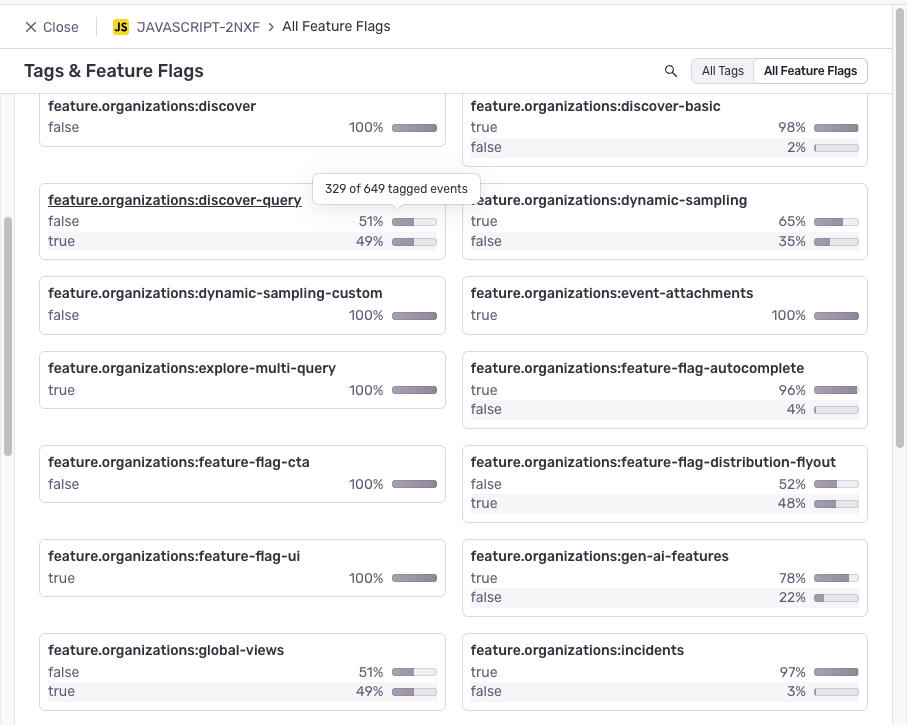 Close
JS JAVASCRIPT-2NXF > All Feature Flags
Tags & Feature Flags
All Tags
All Feature Flags
feature.organizations:discover
false 100%
feature.organizations:discover-basic
true 98%
false 2%
329 of 649 tagged events
feature.organizations:discover-query
false 51%
true 49%
feature.organizations:dynamic-sampling
true 65%
false 35%
feature.organizations:dynamic-sampling-custom
false 100%
feature.organizations:event-attachments
true 100%
feature.organizations:explore-multi-query
true 100%
feature.organizations:feature-flag-autocomplete
true 96%
false 4%
feature.organizations:feature-flag-cta
false 100%
feature.organizations:feature-flag-distribution-flyout
false 52%
true 48%
feature.organizations:feature-flag-ui
true 100%
feature.organizations:gen-ai-features
true 78%
false 22%
feature.organizations:global-views
false 51%
true 49%
feature.organizations:incidents
true 97%
false 3%